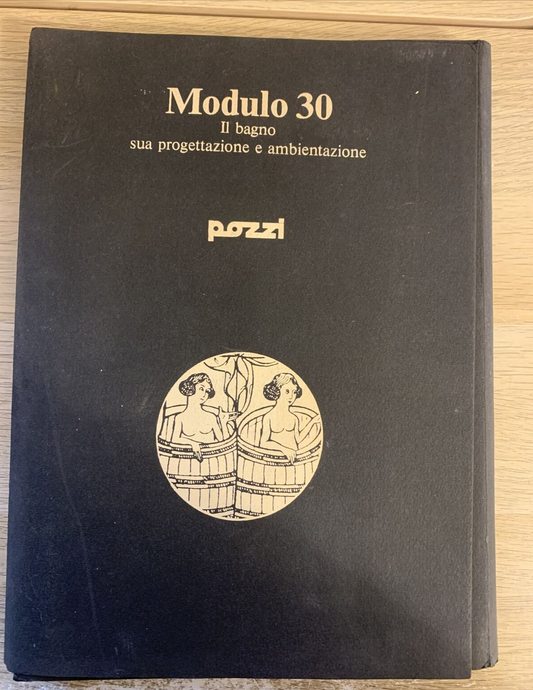 Modulo 30
Il bagno
sua progettazione e ambientazione
pozzi